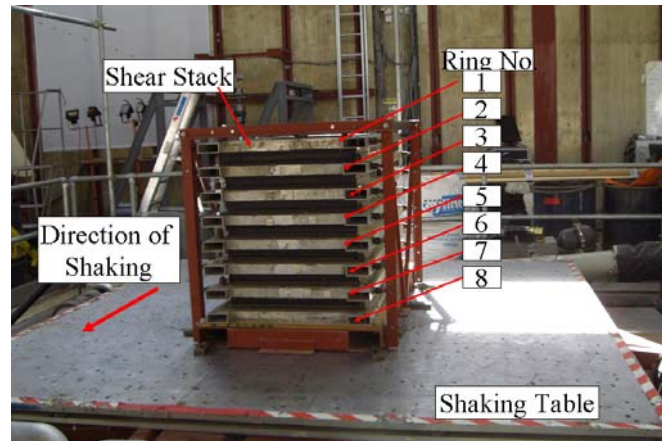 Ring No.
Shear Stack
1
2
3
4
5
6
7
8
Direction of
Shaking
Shaking Table